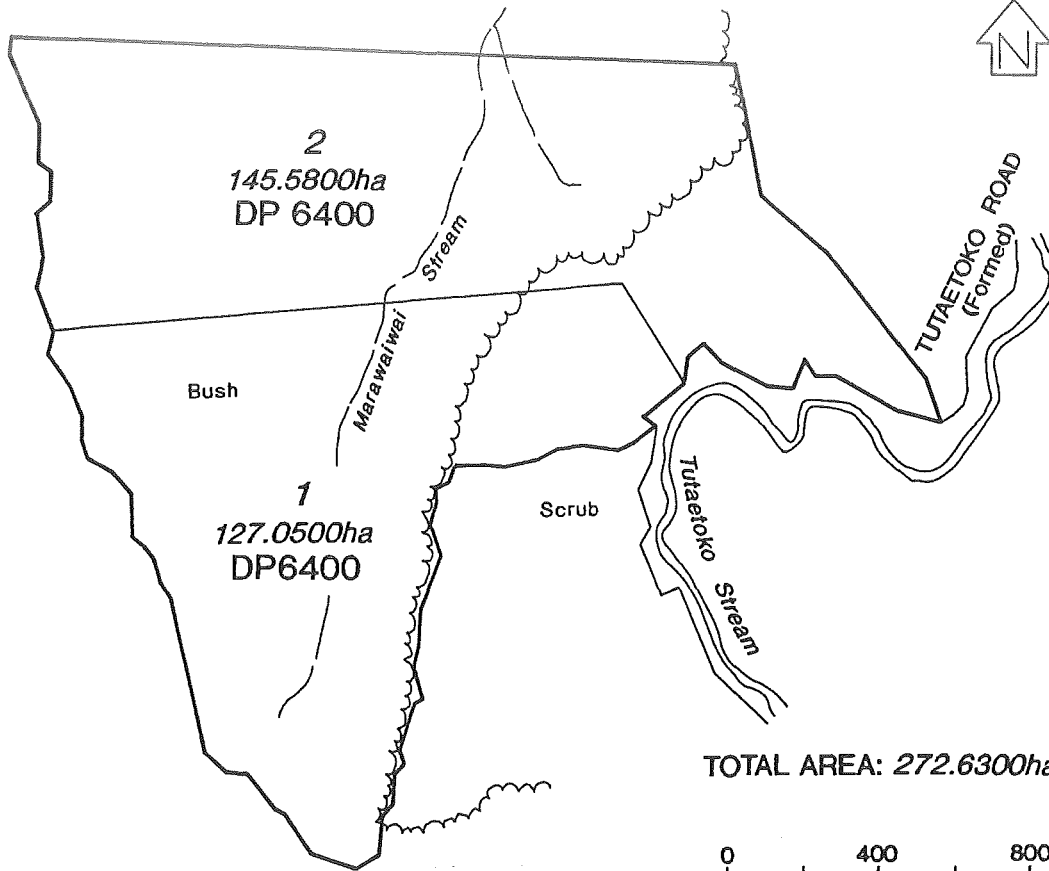 N
2
145.5800ha
DP 6400
TUTAETOKO ROAD
(Formed)
Stream
Marawaiwai
Bush
1
127.0500ha
DP6400
Scrub
Tutaetoko Stream
TOTAL AREA: 272.6300ha
0 400 800